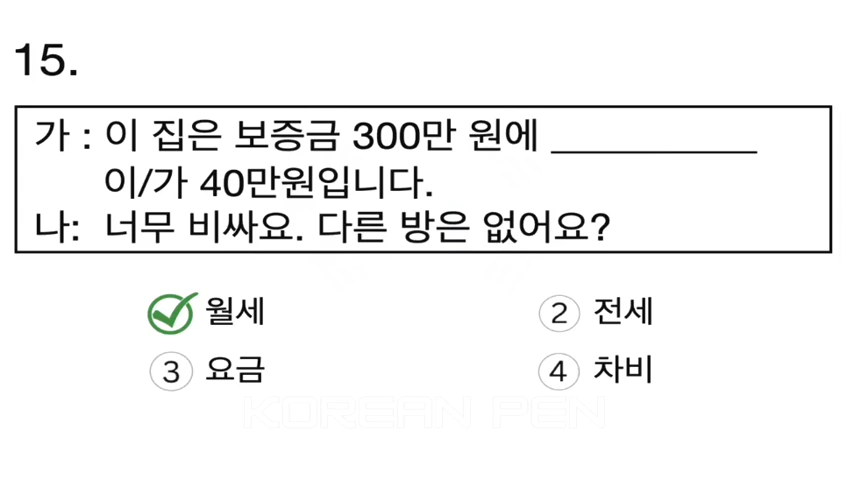 15.
가 : 이 집은 보증금 300만 원에 ___________
이/가 40만원입니다.
나: 너무 비싸요. 다른 방은 없어요?
월세
② 전세
③ 요금
④ 차비
KOREAN PEN